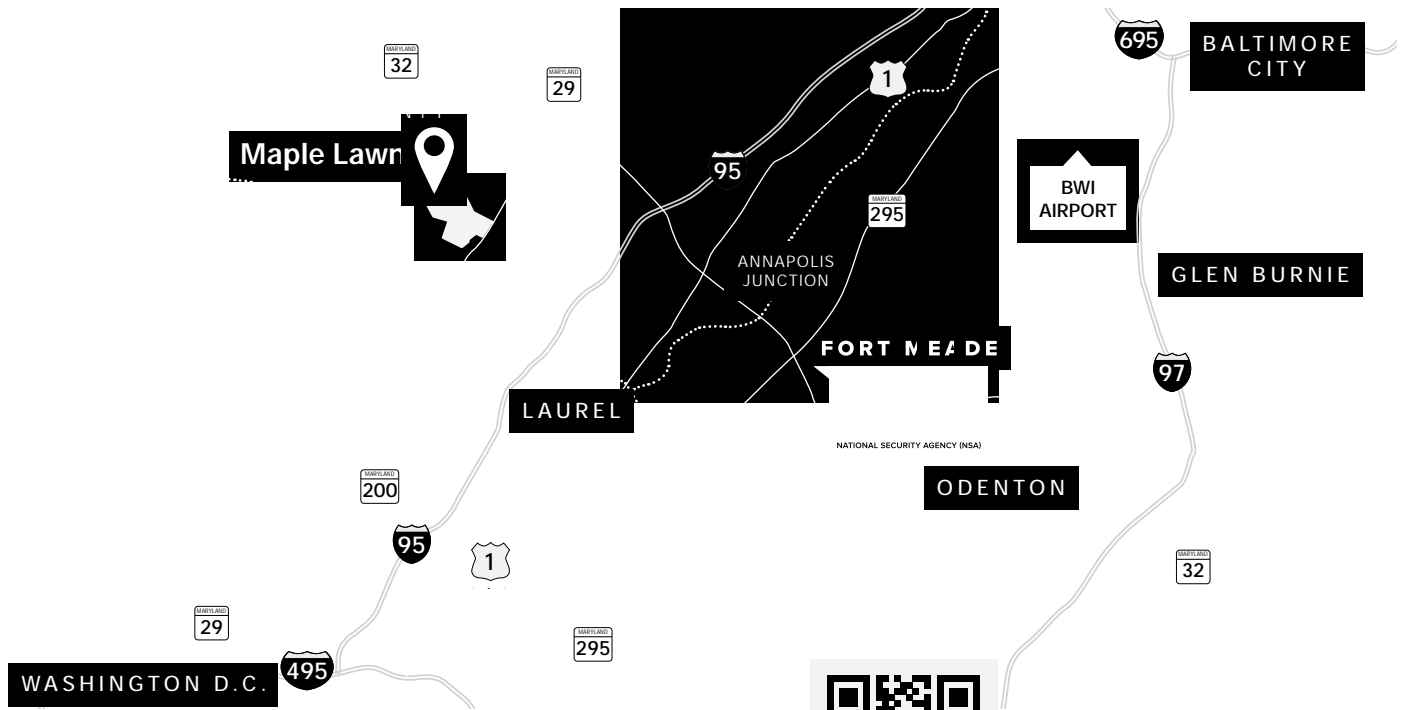 695
BALTIMORE
CITY
MARYLAND
32
MARYLAND
29
1
Maple Lawn
95
BWI
AIRPORT
MARYLAND
295
ANNAPOLIS
JUNCTION
GLEN BURNIE
FORT MEADE
97
LAUREL
NATIONAL SECURITY AGENCY (NSA)
MARYLAND
200
ODENTON
95
1
MARYLAND
32
MARYLAND
29
MARYLAND
295
495
WASHINGTON D.C.